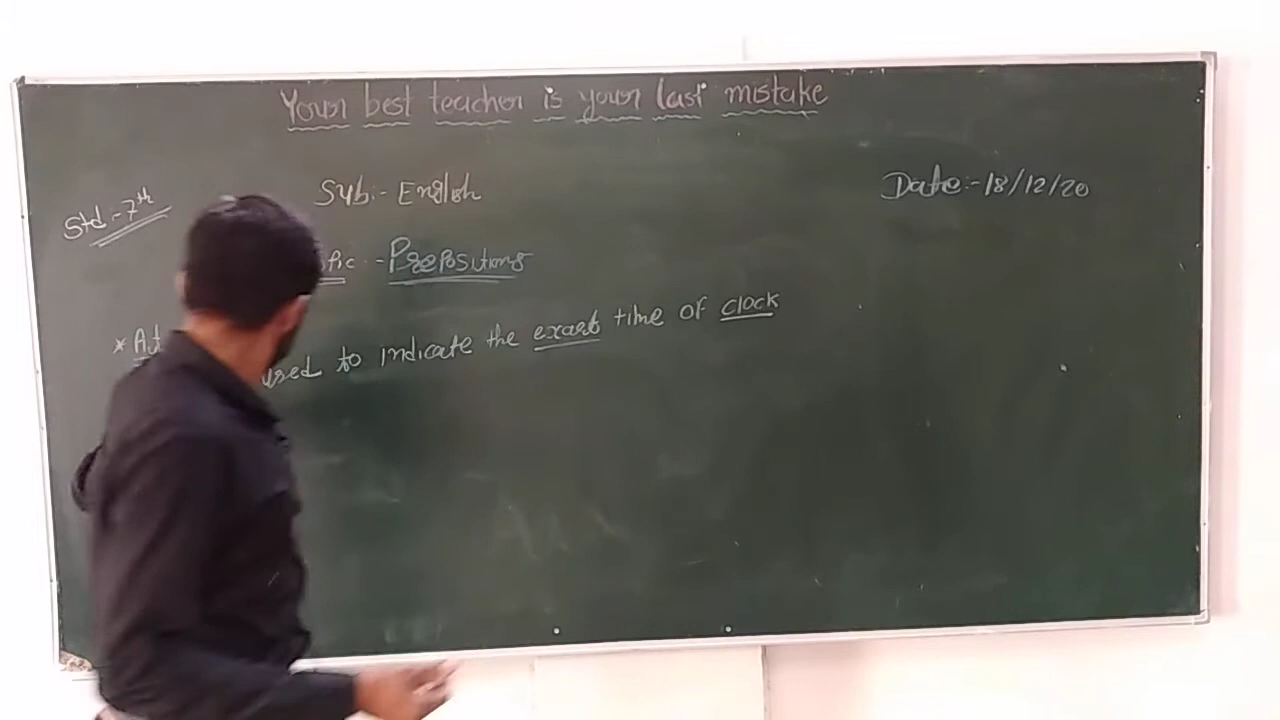 Your best teacher is your last mistake
Std:-7th
Sub:- English
Date:-18/12/20
pic :- Prepositions
* At
used to indicate the exact time of clock